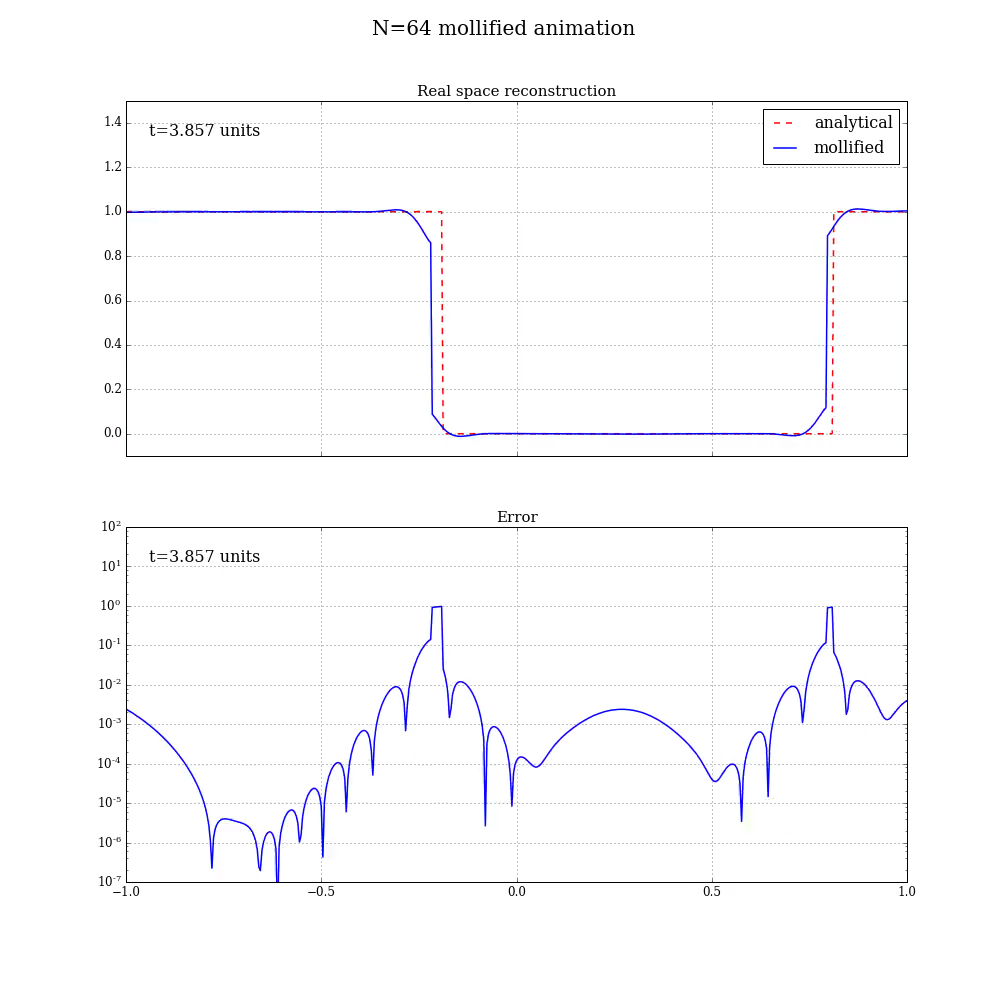 N=64 mollified animation
Real space reconstruction
t=3.857 units
analytical
mollified
1.4
1.2
1.0
0.8
0.6
0.4
0.2
0.0
Error
t=3.857 units
10²
10¹
10⁰
10⁻¹
10⁻²
10⁻³
10⁻⁴
10⁻⁵
10⁻⁶
10⁻⁷
−1.0 −0.5 0.0 0.5 1.0